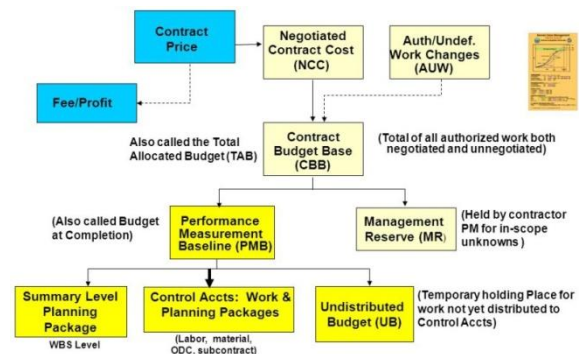 Contract
Price
Negotiated
Contract Cost
(NCC)
Auth/Undef.
Work Changes
(AUW)
Fee/Profit
Also called the Total
Allocated Budget (TAB)
Contract
Budget Base
(CBB)
(Total of all authorized work both
negotiated and unnegotiated)
(Also called Budget
at Completion)
Performance
Measurement
Baseline (PMB)
Management
Reserve (MR)
(Held by contractor
PM for in-scope
unknowns )
Summary Level
Planning
Package
WBS Level
Control Accts: Work &
Planning Packages
(Labor, material,
ODC, subcontract)
Undistributed
Budget (UB)
(Temporary holding Place for
work not yet distributed to
Control Accts)